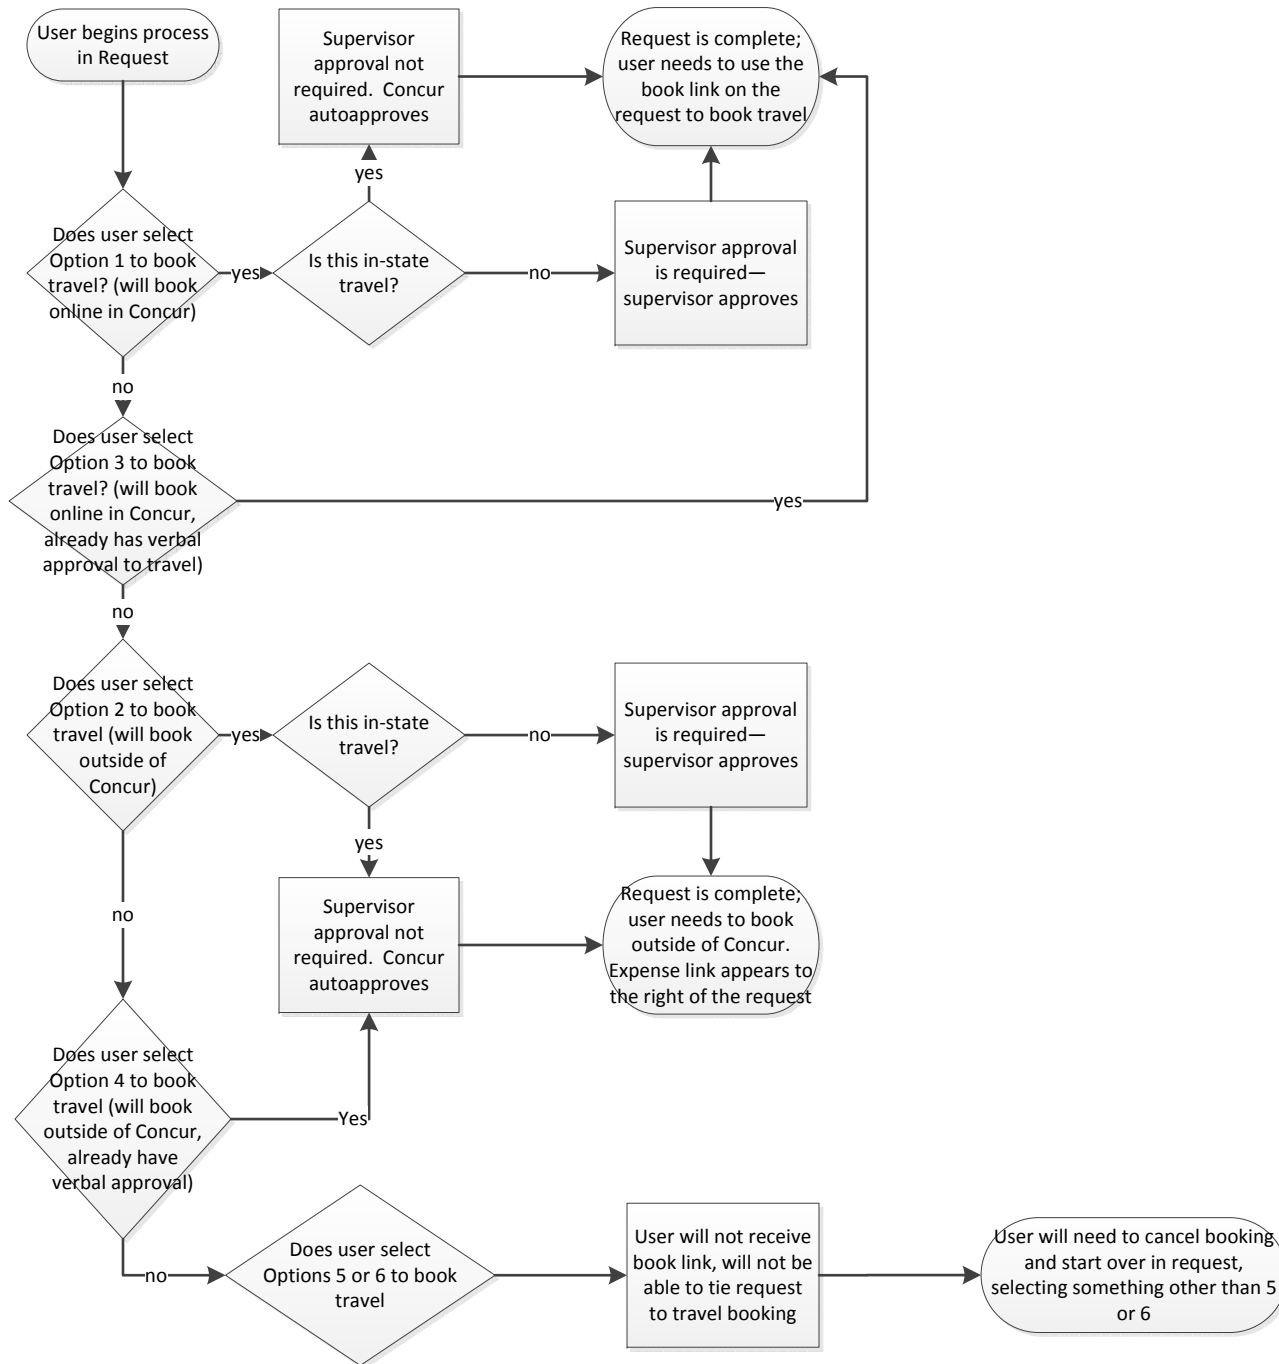 User begins process
in Request
Supervisor
approval not
required.  Concur
autoapproves
Request is complete;
user needs to use the
book link on the
request to book travel
yes
Does user select
Option 1 to book
travel? (will book
online in Concur)
yes
Is this in-state
travel?
no
Supervisor approval
is required—
supervisor approves
no
Does user select
Option 3 to book
travel? (will book
online in Concur,
already has verbal
approval to travel)
yes
no
Does user select
Option 2 to book
travel (will book
outside of
Concur)
yes
Is this in-state
travel?
no
Supervisor approval
is required—
supervisor approves
yes
no
Supervisor
approval not
required.  Concur
autoapproves
Request is complete;
user needs to book
outside of Concur.
Expense link appears to
the right of the request
Does user select
Option 4 to book
travel (will book
outside of Concur,
already have
verbal approval)
Yes
no
Does user select
Options 5 or 6 to book
travel
User will not receive
book link, will not be
able to tie request
to travel booking
User will need to cancel booking
and start over in request,
selecting something other than 5
or 6